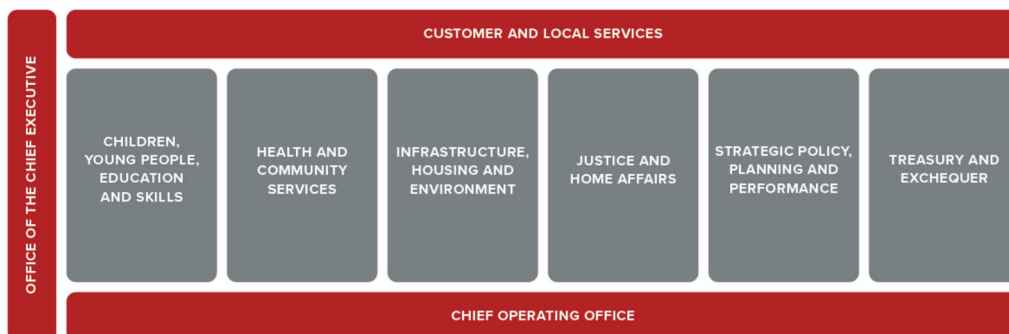 OFFICE OF THE CHIEF EXECUTIVE
CUSTOMER AND LOCAL SERVICES
CHILDREN,
YOUNG PEOPLE,
EDUCATION
AND SKILLS
HEALTH AND
COMMUNITY
SERVICES
INFRASTRUCTURE,
HOUSING AND
ENVIRONMENT
JUSTICE AND
HOME AFFAIRS
STRATEGIC POLICY,
PLANNING AND
PERFORMANCE
TREASURY AND
EXCHEQUER
CHIEF OPERATING OFFICE